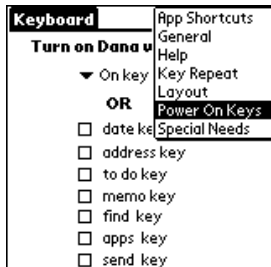 Keyboard
App Shortcuts
General
Help
Key Repeat
Layout
Power On Keys
Special Needs
Turn on Dana
On key
OR
date
address key
to do key
memo key
find key
apps key
send key